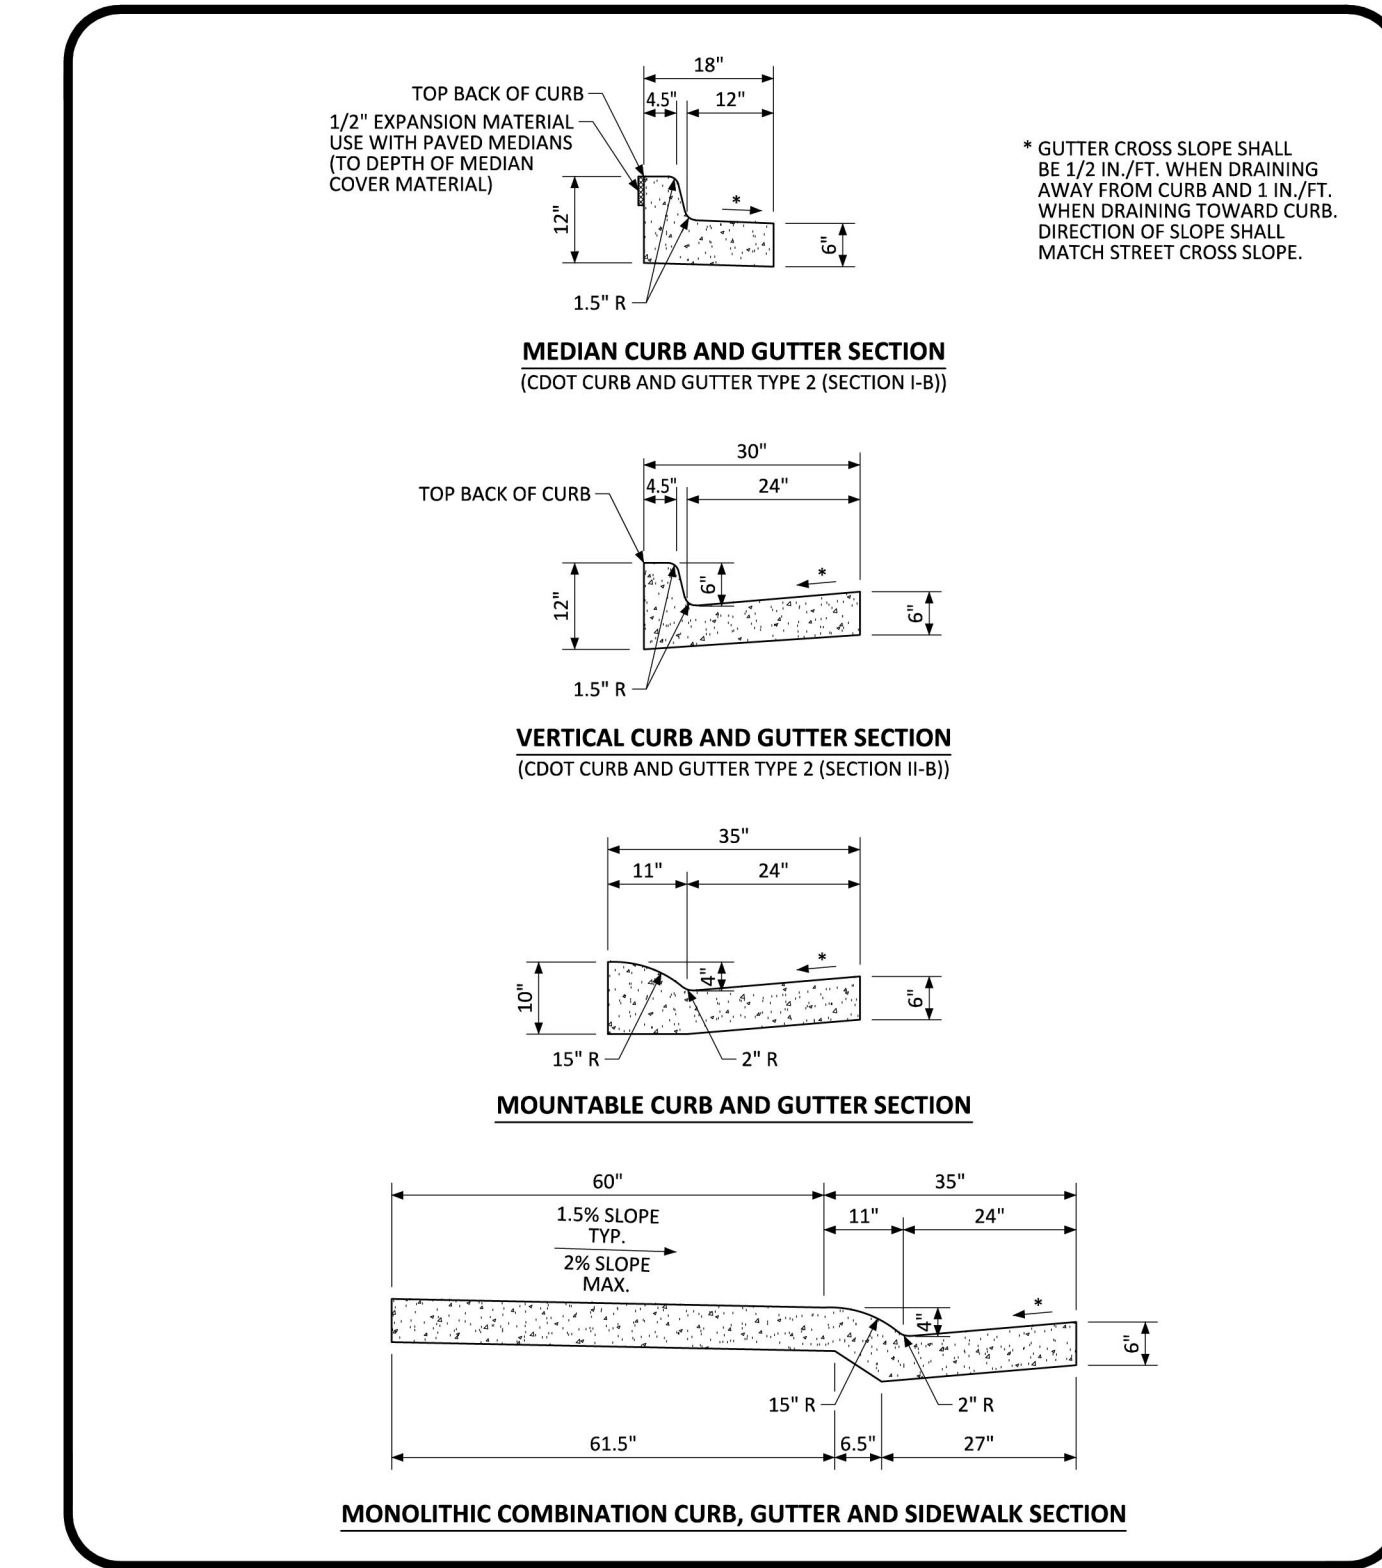 18"
TOP BACK OF CURB
4.5" 12"
1/2" EXPANSION MATERIAL
USE WITH PAVED MEDIANS
(TO DEPTH OF MEDIAN
COVER MATERIAL)
* GUTTER CROSS SLOPE SHALL
BE 1/2 IN./FT. WHEN DRAINING
AWAY FROM CURB AND 1 IN./FT.
WHEN DRAINING TOWARD CURB.
DIRECTION OF SLOPE SHALL
MATCH STREET CROSS SLOPE.
*
12"
6"
1.5" R
MEDIAN CURB AND GUTTER SECTION
(CDOT CURB AND GUTTER TYPE 2 (SECTION I-B))
30"
TOP BACK OF CURB
4.5" 24"
12"
6"
*
6"
1.5" R
VERTICAL CURB AND GUTTER SECTION
(CDOT CURB AND GUTTER TYPE 2 (SECTION II-B))
35"
11" 24"
10"
4"
*
6"
15" R
2" R
MOUNTABLE CURB AND GUTTER SECTION
60" 35"
1.5% SLOPE
TYP.
2% SLOPE
MAX.
11" 24"
4"
*
6"
15" R
2" R
61.5" 6.5" 27"
MONOLITHIC COMBINATION CURB, GUTTER AND SIDEWALK SECTION